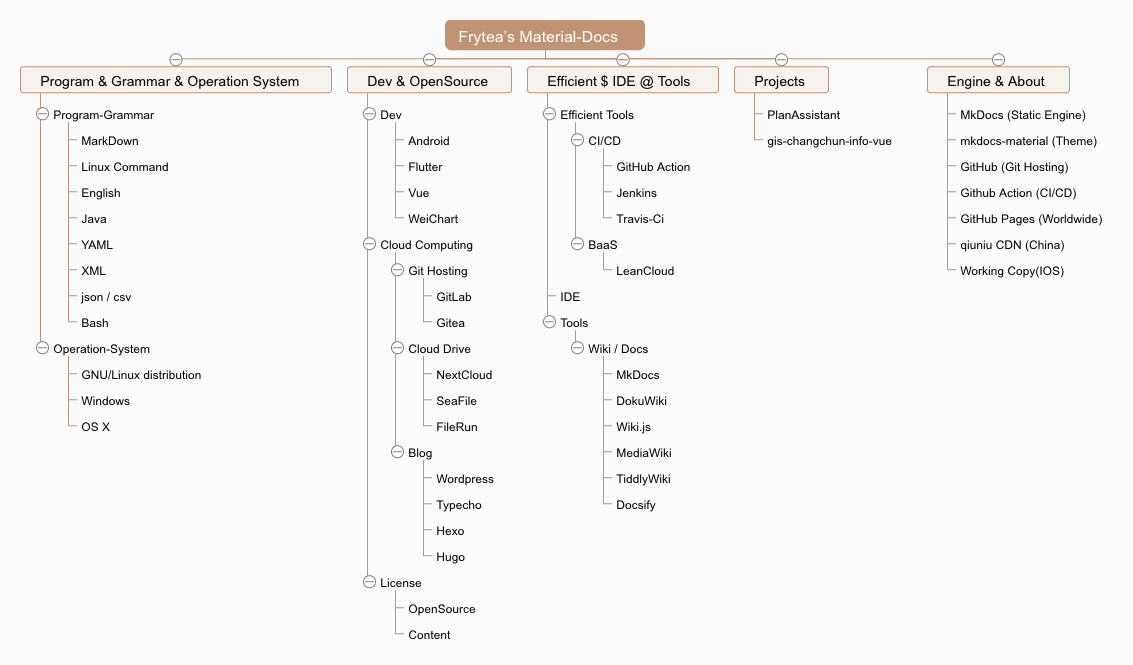 Frytea's Material-Docs
Program & Grammar & Operation System
Program-Grammar
MarkDown
Linux Command
English
Java
YAML
XML
json / csv
Bash
Operation-System
GNU/Linux distribution
Windows
OS X
Dev & OpenSource
Dev
Android
Flutter
Vue
WeiChart
Cloud Computing
Git Hosting
GitLab
Gitea
Cloud Drive
NextCloud
SeaFile
FileRun
Blog
Wordpress
Typecho
Hexo
Hugo
License
OpenSource
Content
Efficient $ IDE @ Tools
Efficient Tools
CI/CD
GitHub Action
Jenkins
Travis-Ci
BaaS
LeanCloud
IDE
Tools
Wiki / Docs
MkDocs
DokuWiki
Wiki.js
MediaWiki
TiddlyWiki
Docsify
Projects
PlanAssistant
gis-changchun-info-vue
Engine & About
MkDocs (Static Engine)
mkdocs-material (Theme)
GitHub (Git Hosting)
Github Action (CI/CD)
GitHub Pages (Worldwide)
qiuniu CDN (China)
Working Copy(IOS)